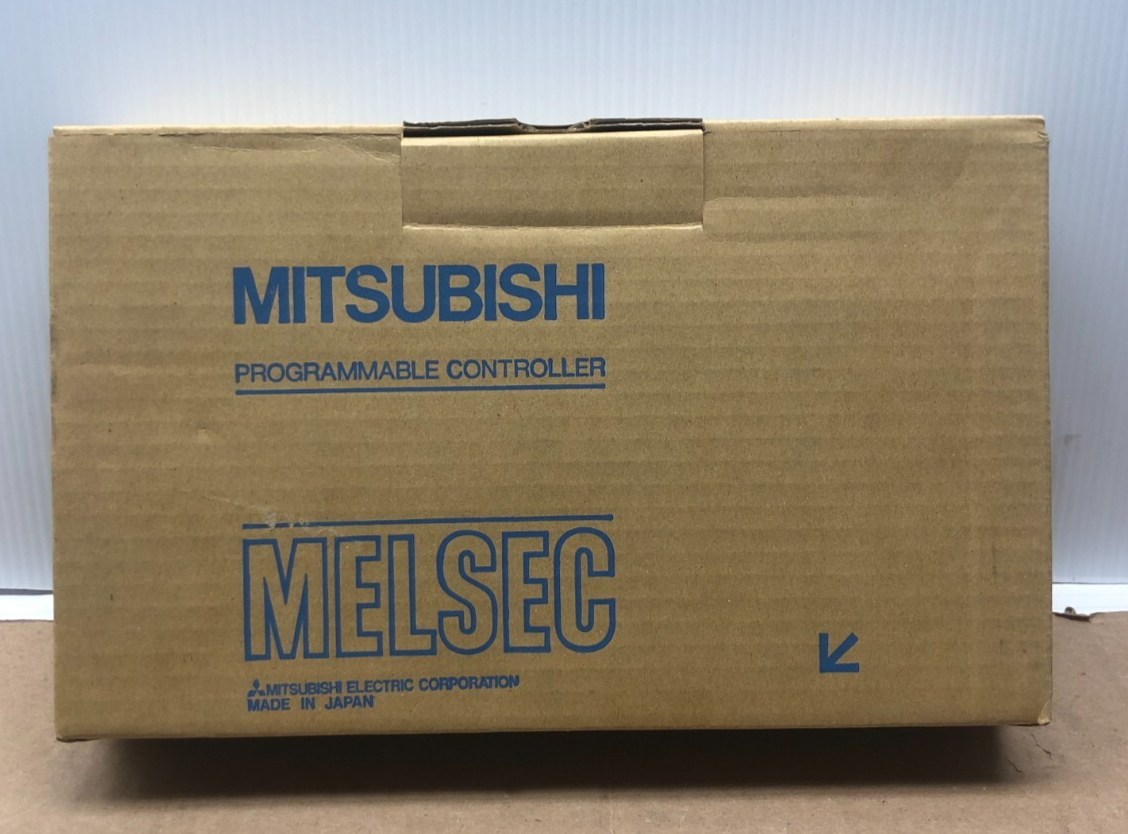 MITSUBISHI
PROGRAMMABLE CONTROLLER
MELSEC
MITSUBISHI ELECTRIC CORPORATION
MADE IN JAPAN